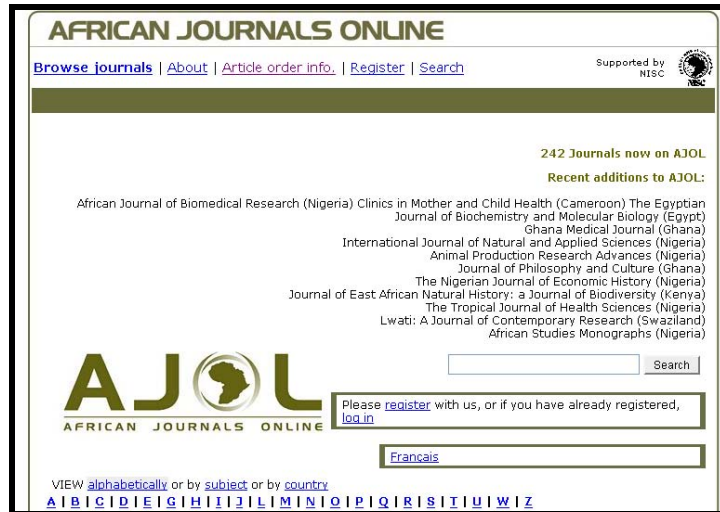 AFRICAN JOURNALS ONLINE
Browse journals | About | Article order info. | Register | Search
Supported by
NISC
NISC
242 Journals now on AJOL
Recent additions to AJOL:
African Journal of Biomedical Research (Nigeria) Clinics in Mother and Child Health (Cameroon) The Egyptian
Journal of Biochemistry and Molecular Biology (Egypt)
Ghana Medical Journal (Ghana)
International Journal of Natural and Applied Sciences (Nigeria)
Animal Production Research Advances (Nigeria)
Journal of Philosophy and Culture (Ghana)
The Nigerian Journal of Economic History (Nigeria)
Journal of East African Natural History: a Journal of Biodiversity (Kenya)
The Tropical Journal of Health Sciences (Nigeria)
Lwati: A Journal of Contemporary Research (Swaziland)
African Studies Monographs (Nigeria)
Search
AJOL
AFRICAN JOURNALS ONLINE
Please register with us, or if you have already registered,
log in
Français
VIEW alphabetically or by subject or by country
A | B | C | D | E | G | H | I | J | L | M | N | O | P | Q | R | S | T | U | W | Z